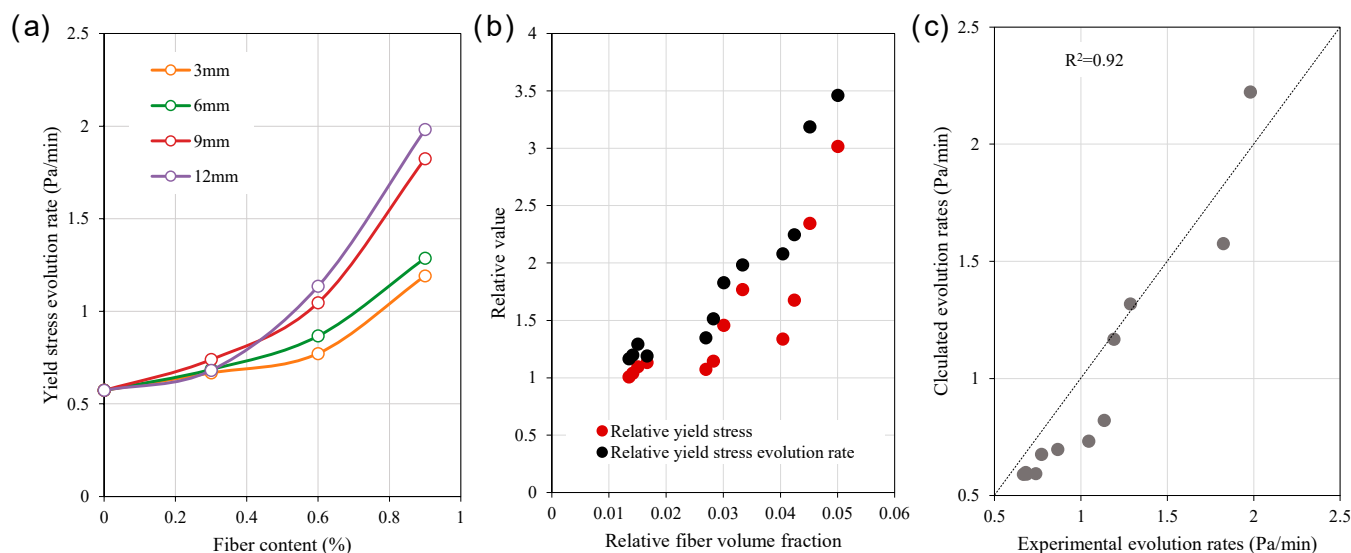 (a)
2.5
2
1.5
1
0.5
0
Yield stress evolution rate (Pa/min)
3mm
6mm
9mm
12mm
0
0.2
0.4
0.6
0.8
1
Fiber content (%)
(b)
4
3.5
3
2.5
2
1.5
1
0.5
0
Relative value
Relative yield stress
Relative yield stress evolution rate
0
0.01
0.02
0.03
0.04
0.05
0.06
Relative fiber volume fraction
(c)
2.5
2
1.5
1
0.5
Clculated evolution rates (Pa/min)
R²=0.92
0.5
1
1.5
2
2.5
Experimental evolution rates (Pa/min)